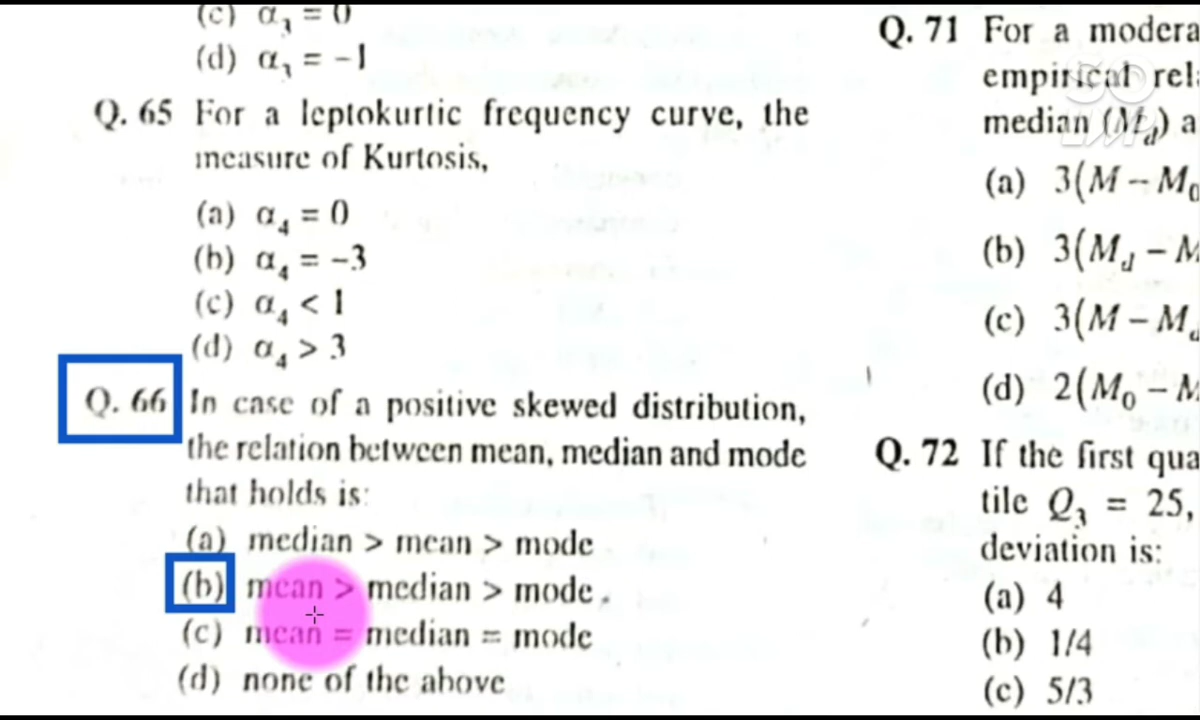 (c) α₃ = 0
(d) α₃ = -1
Q. 65 For a leptokurtic frequency curve, the
measure of Kurtosis,
(a) α₄ = 0
(b) α₄ = -3
(c) α₄ < 1
(d) α₄ > 3
Q. 66 In case of a positive skewed distribution,
the relation between mean, median and mode
that holds is:
(a) median > mean > mode
(b) mean > median > mode
(c) mean = median = mode
(d) none of the above
Q. 71 For a
empirical
median (M_d) a
(a) 3(M –
(b) 3(M_d –
(c) 3(M –
(d) 2(M₀ –
Q. 72 If the first
tile Q₃ = 25,
deviation is:
(a) 4
(b) 1/4
(c) 5/3